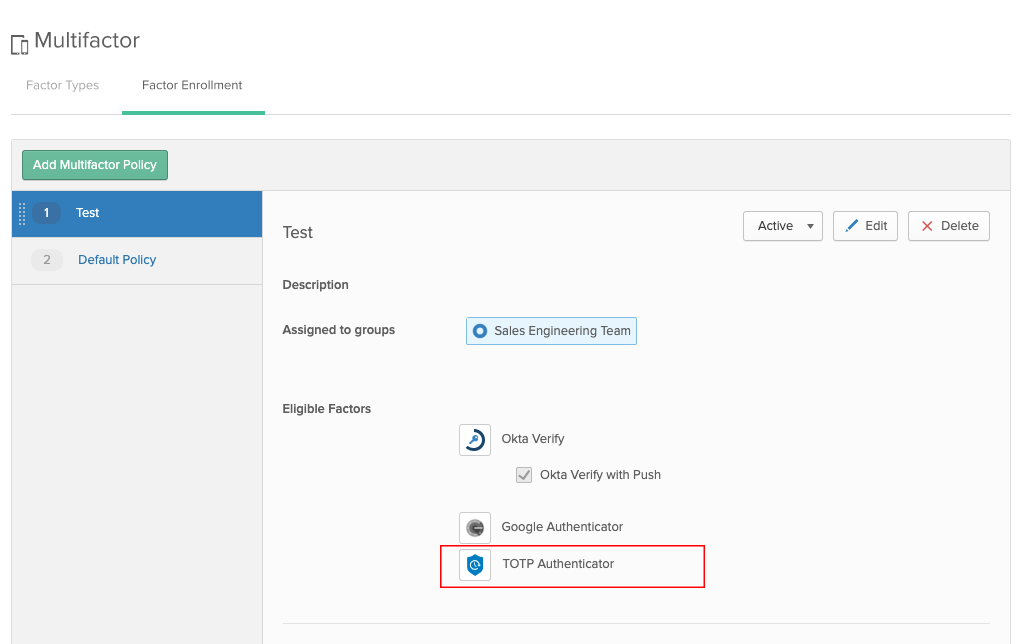 Multifactor
Factor Types
Factor Enrollment
Add Multifactor Policy
1 Test
2 Default Policy
Test
Active
Edit
Delete
Description
Assigned to groups
Sales Engineering Team
Eligible Factors
Okta Verify
Okta Verify with Push
Google Authenticator
TOTP Authenticator